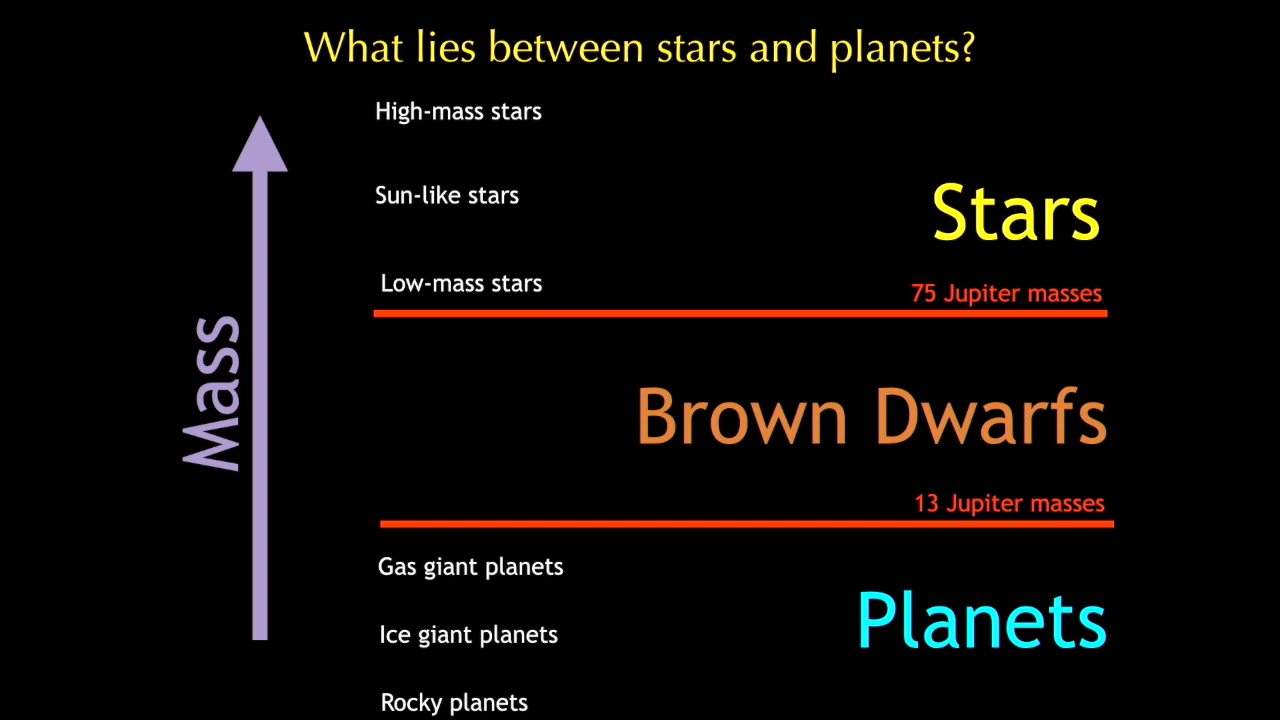 What lies between stars and planets?
High-mass stars
Sun-like stars
Stars
Low-mass stars
75 Jupiter masses
Mass
Brown Dwarfs
13 Jupiter masses
Gas giant planets
Planets
Ice giant planets
Rocky planets